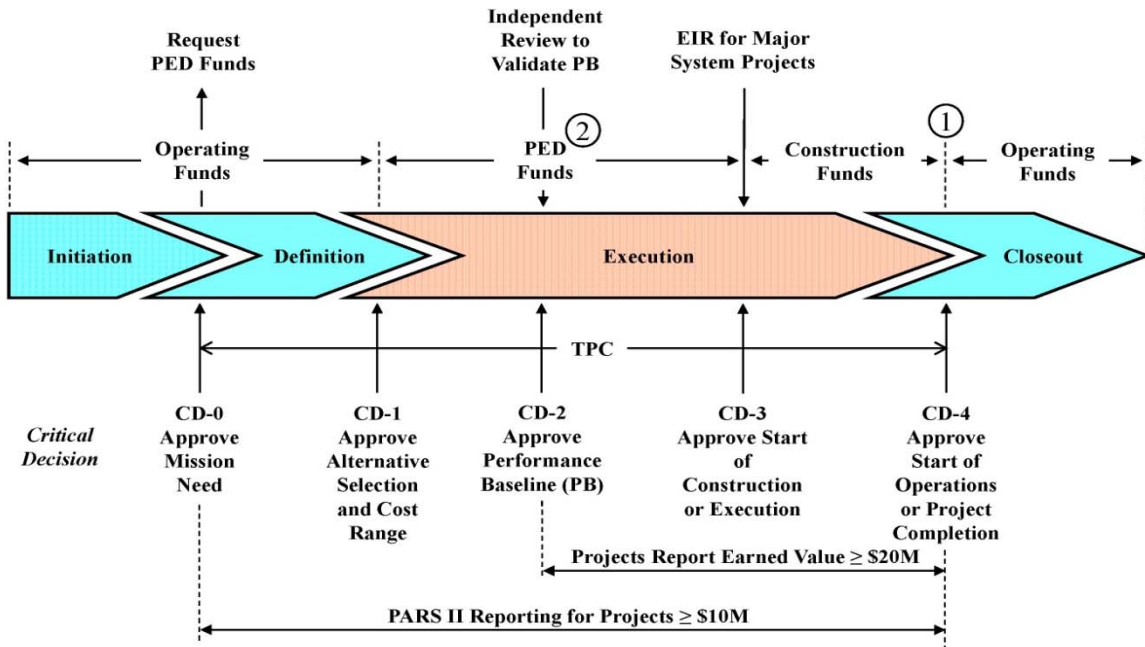 Request
PED Funds
Independent
Review to
Validate PB
EIR for Major
System Projects
Operating
Funds
PED
Funds
②
Construction
Funds
①
Operating
Funds
Initiation
Definition
Execution
Closeout
TPC
Critical
Decision
CD-0
Approve
Mission
Need
CD-1
Approve
Alternative
Selection
and Cost
Range
CD-2
Approve
Performance
Baseline (PB)
CD-3
Approve Start
of
Construction
or Execution
CD-4
Approve
Start of
Operations
or Project
Completion
Projects Report Earned Value ≥ $20M
PARS II Reporting for Projects ≥ $10M